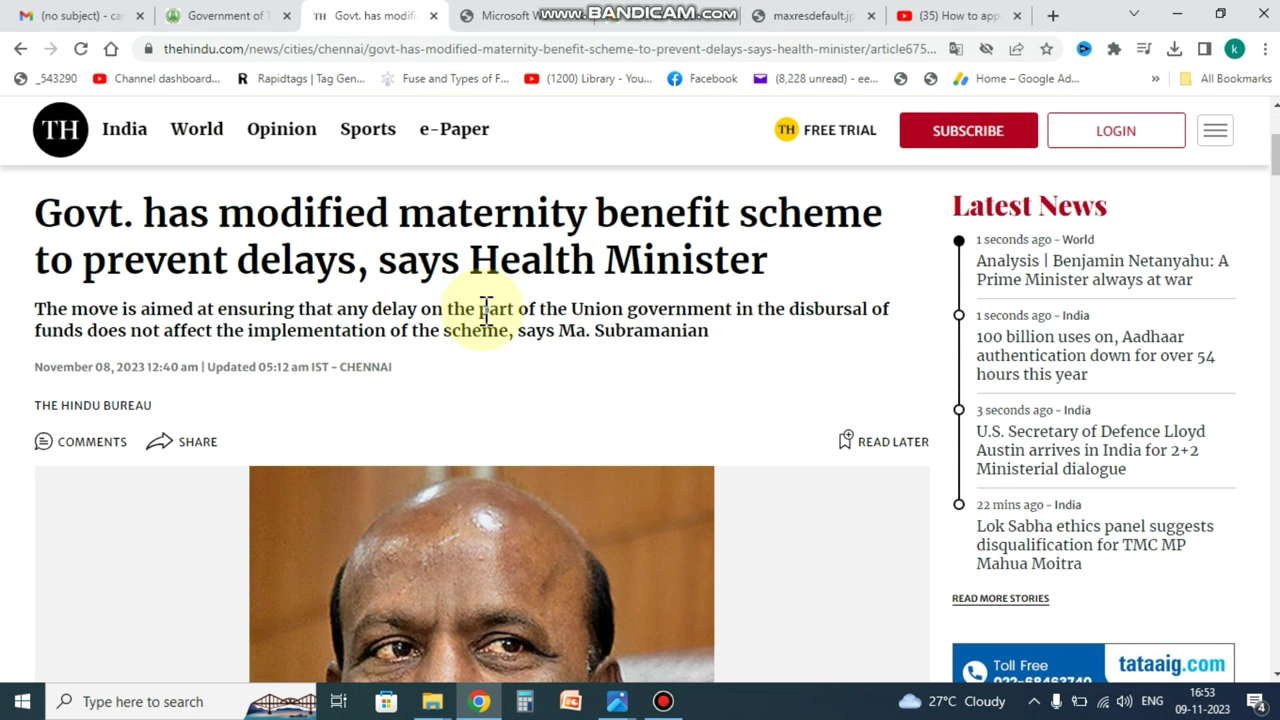 (no subject) - ca
Government of T
TH Govt. has modifi
Microsoft W
www.BANDICAM.com
maxresdefault.jp
(35) How to app
thehindu.com/news/cities/chennai/govt-has-modified-maternity-benefit-scheme-to-prevent-delays-says-health-minister/article675...
k
_543290
Channel dashboard...
R Rapidtags | Tag Gen...
Fuse and Types of F...
(1200) Library - You...
Facebook
(8,228 unread) - ee...
Home – Google Ad...
»
All Bookmarks
TH
India
World
Opinion
Sports
e-Paper
TH FREE TRIAL
SUBSCRIBE
LOGIN
Govt. has modified maternity benefit scheme
to prevent delays, says Health Minister
The move is aimed at ensuring that any delay on the part of the Union government in the disbursal of
funds does not affect the implementation of the scheme, says Ma. Subramanian
November 08, 2023 12:40 am | Updated 05:12 am IST - CHENNAI
THE HINDU BUREAU
COMMENTS
SHARE
READ LATER
Latest News
1 seconds ago - World
Analysis | Benjamin Netanyahu: A
Prime Minister always at war
1 seconds ago - India
100 billion uses on, Aadhaar
authentication down for over 54
hours this year
3 seconds ago - India
U.S. Secretary of Defence Lloyd
Austin arrives in India for 2+2
Ministerial dialogue
22 mins ago - India
Lok Sabha ethics panel suggests
disqualification for TMC MP
Mahua Moitra
READ MORE STORIES
Toll Free
tataaig.com
Type here to search
27°C Cloudy
ENG
16:53
09-11-2023
4